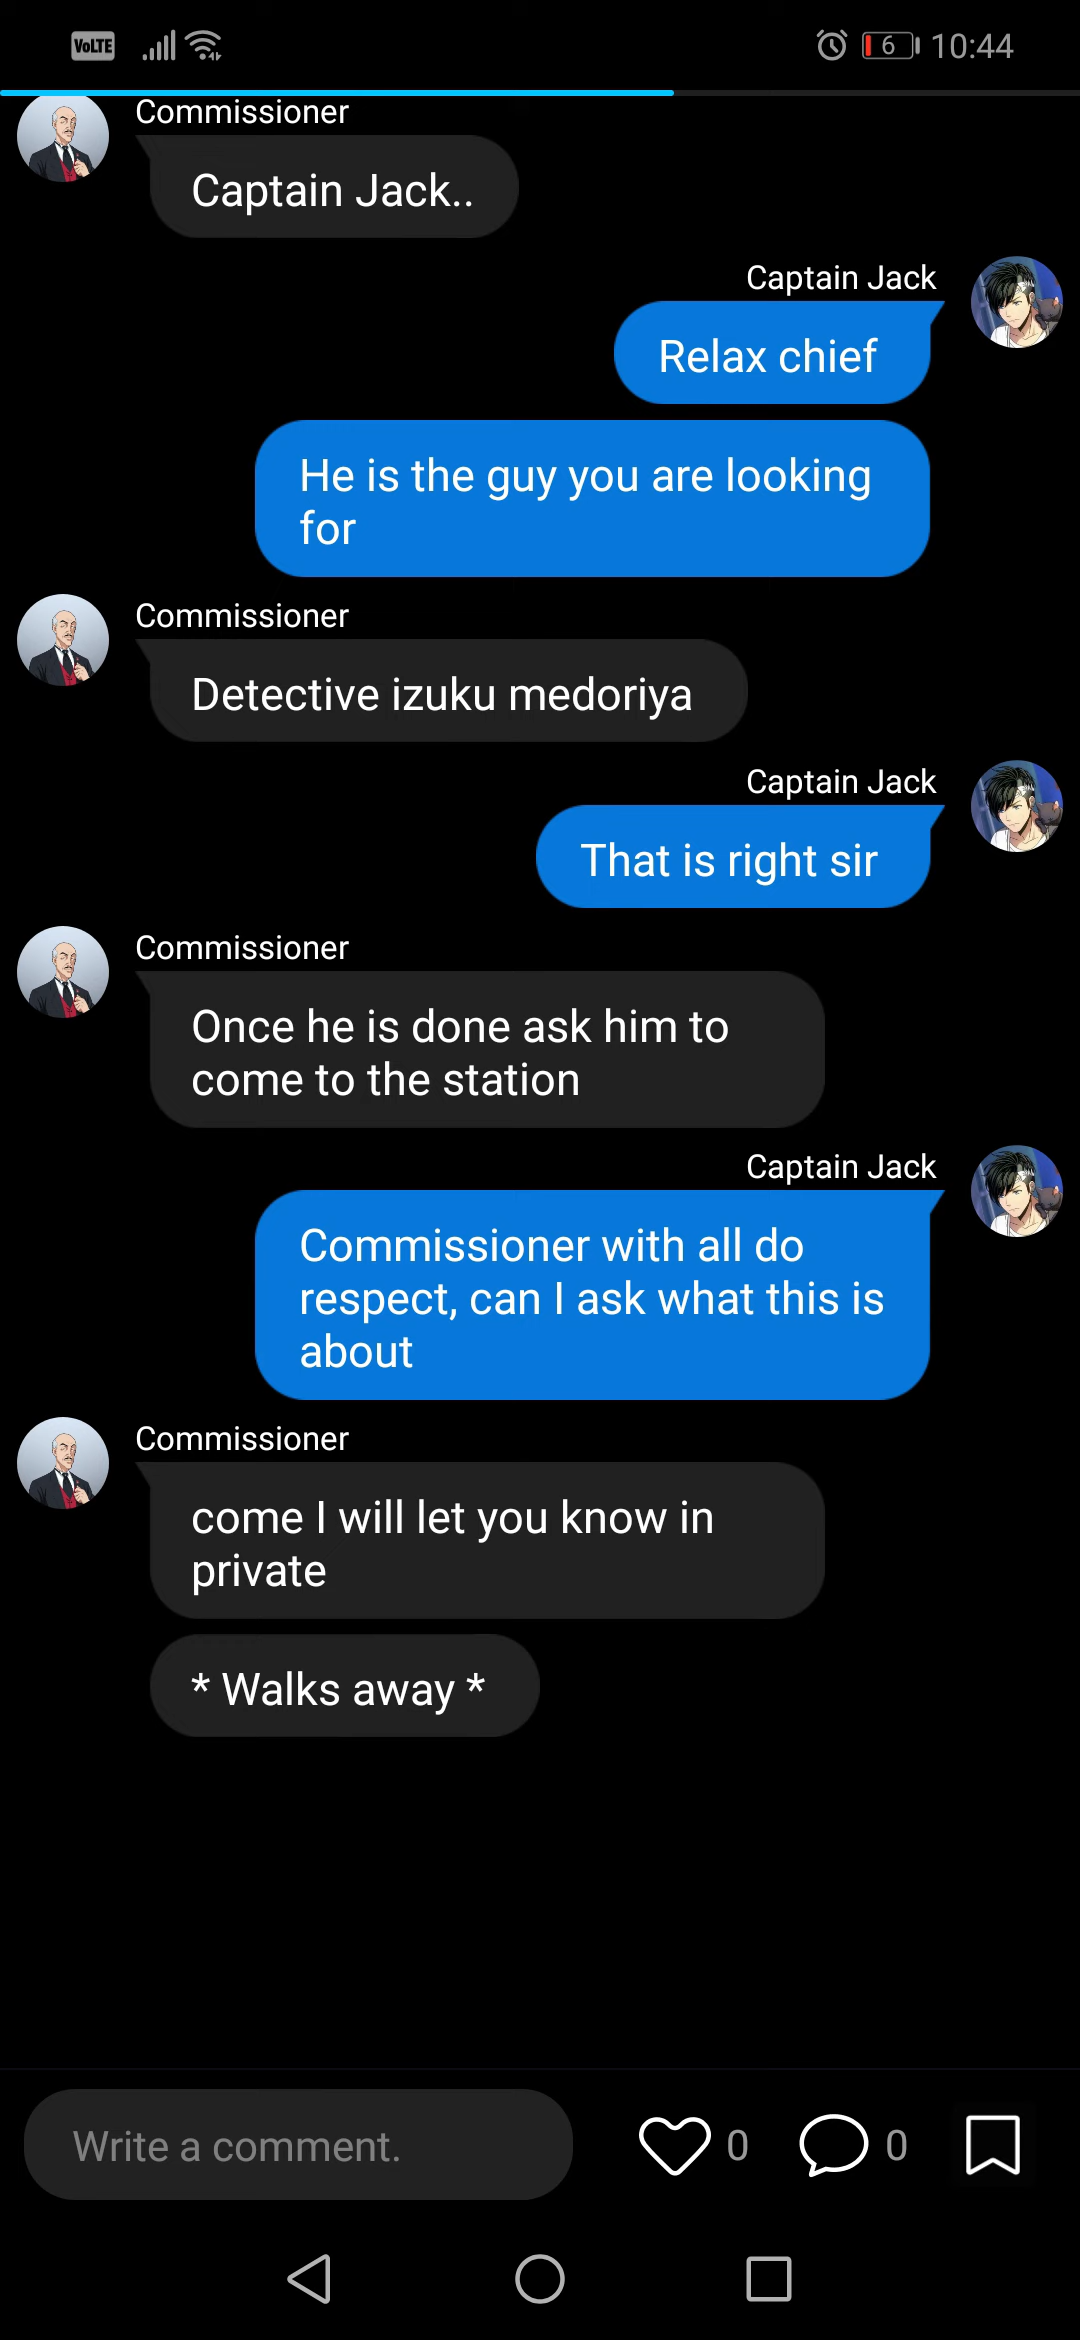 VoLTE 6 10:44
Commissioner
Captain Jack..
Captain Jack
Relax chief
He is the guy you are looking
for
Commissioner
Detective izuku medoriya
Captain Jack
That is right sir
Commissioner
Once he is done ask him to
come to the station
Captain Jack
Commissioner with all do
respect, can I ask what this is
about
Commissioner
come I will let you know in
private
* Walks away *
Write a comment. 0 0